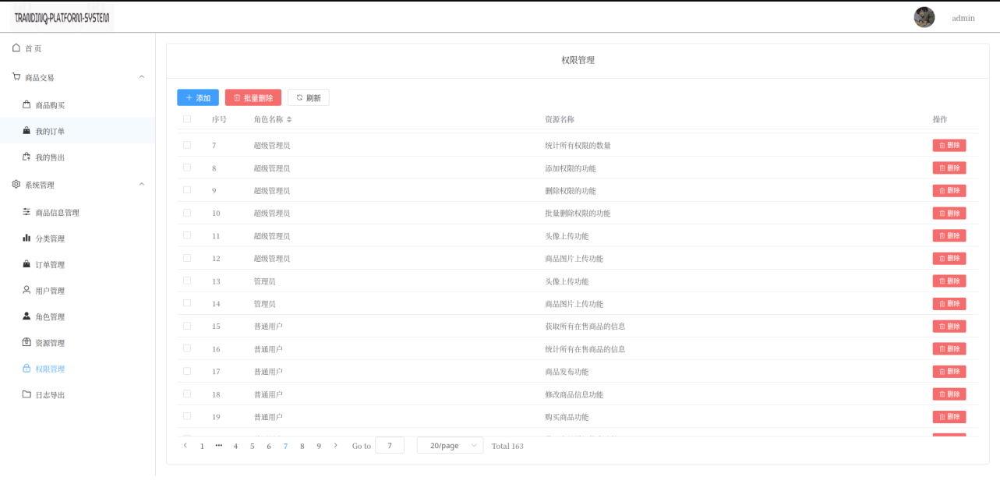 TRANDINQ-PLATFORM-SYSTEM
admin
首页
商品交易
商品购买
我的订单
我的售出
系统管理
商品信息管理
分类管理
订单管理
用户管理
角色管理
资源管理
权限管理
日志导出
权限管理
添加 批量删除 刷新
序号 角色名称 资源名称 操作
7 超级管理员 统计所有权限的数量 删除
8 超级管理员 添加权限的功能 删除
9 超级管理员 删除权限的功能 删除
10 超级管理员 批量删除权限的功能 删除
11 超级管理员 头像上传功能 删除
12 超级管理员 商品图片上传功能 删除
13 管理员 头像上传功能 删除
14 管理员 商品图片上传功能 删除
15 普通用户 获取所有在售商品的信息 删除
16 普通用户 统计所有在售商品的信息 删除
17 普通用户 商品发布功能 删除
18 普通用户 修改商品信息功能 删除
19 普通用户 购买商品功能 删除
1 ••• 4 5 6 7 8 9 Go to 7 20/page Total 163